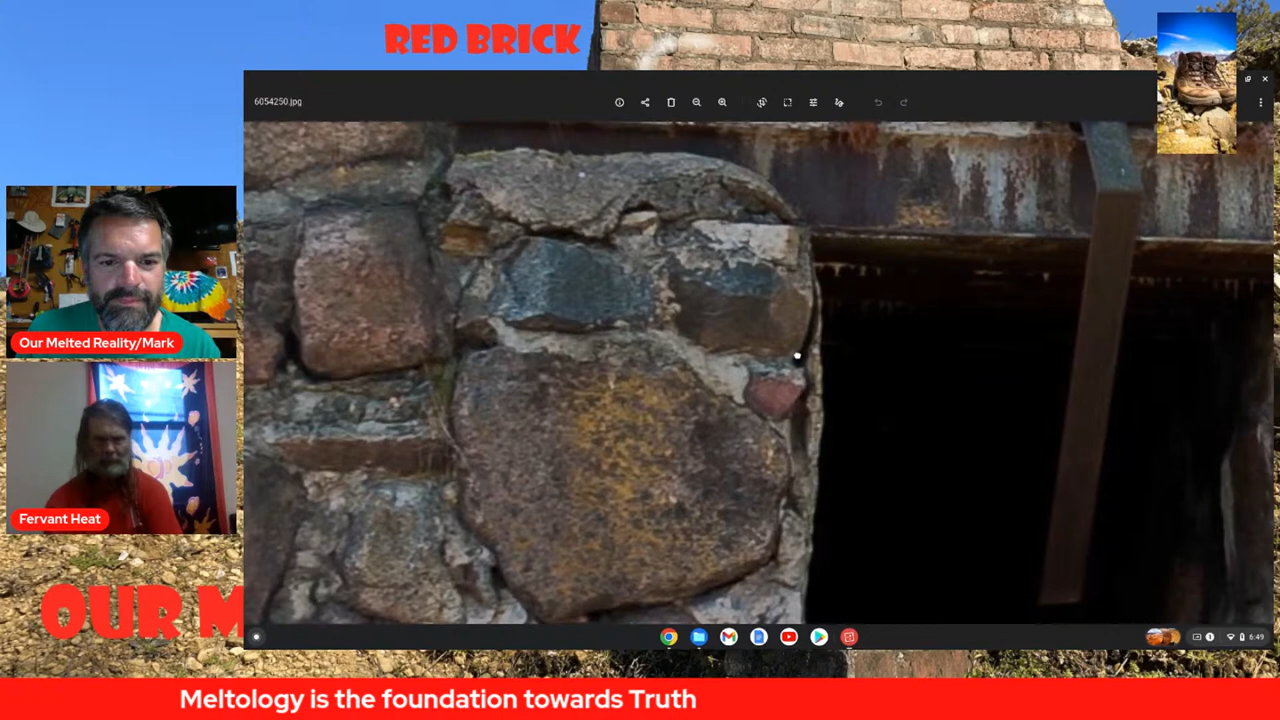 RED BRICK
6054250.jpg
Our Melted Reality/Mark
Fervant Heat
OUR M
6:49
Meltology is the foundation towards Truth